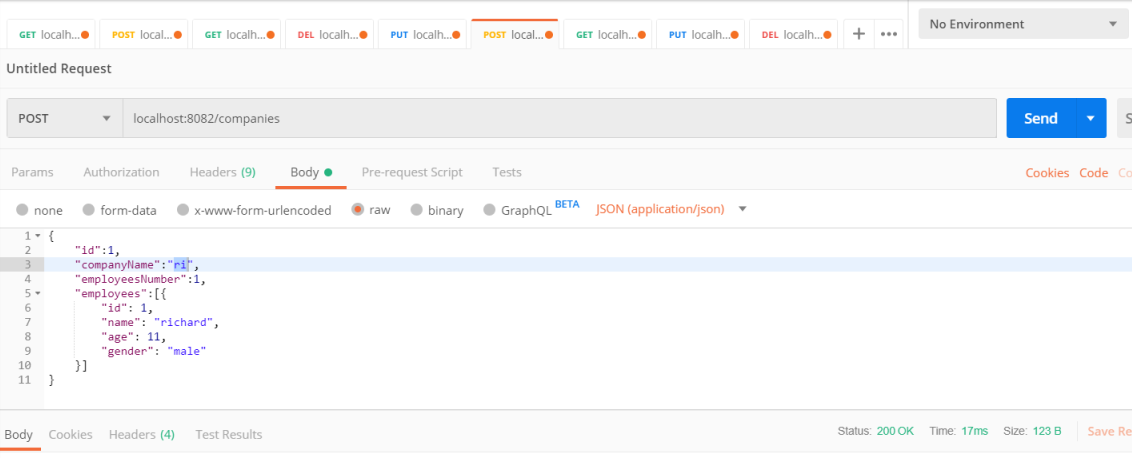 GET localh... POST local... GET localh... DEL localh... PUT localh... POST local... GET localh... PUT localh... DEL localh... + ••• No Environment
Untitled Request
POST localhost:8082/companies Send S
Params Authorization Headers (9) Body Pre-request Script Tests Cookies Code Co
none form-data x-www-form-urlencoded raw binary GraphQL BETA JSON (application/json)
1 {
2 "id":1,
3 "companyName":"ri",
4 "employeesNumber":1,
5 "employees":[{
6 "id": 1,
7 "name": "richard",
8 "age": 11,
9 "gender": "male"
10 }]
11 }
Body Cookies Headers (4) Test Results Status: 200 OK Time: 17ms Size: 123 B Save Re